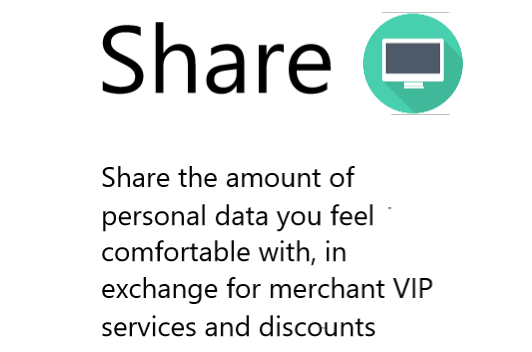 Share
Share the amount of
personal data you feel
comfortable with, in
exchange for merchant VIP
services and discounts